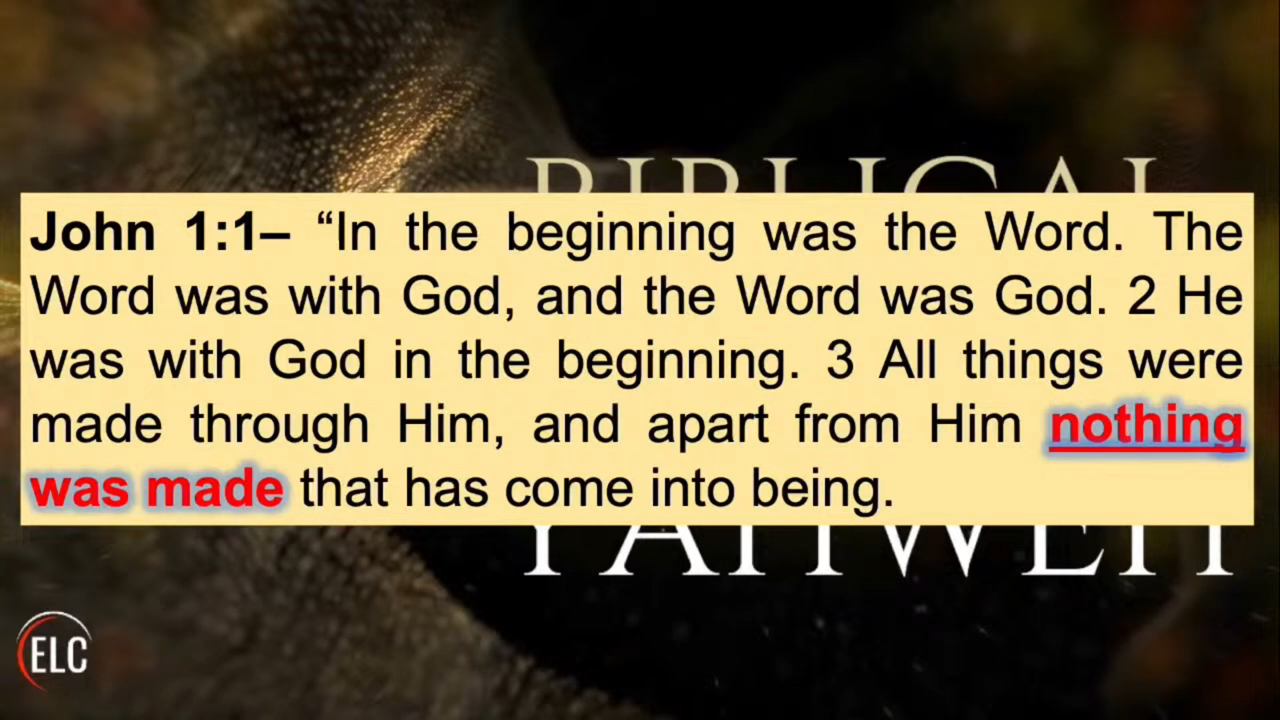 BIBLICAL
John 1:1– “In the beginning was the Word. The
Word was with God, and the Word was God. 2 He
was with God in the beginning. 3 All things were
made through Him, and apart from Him nothing
was made that has come into being.
YAHWEH
ELC